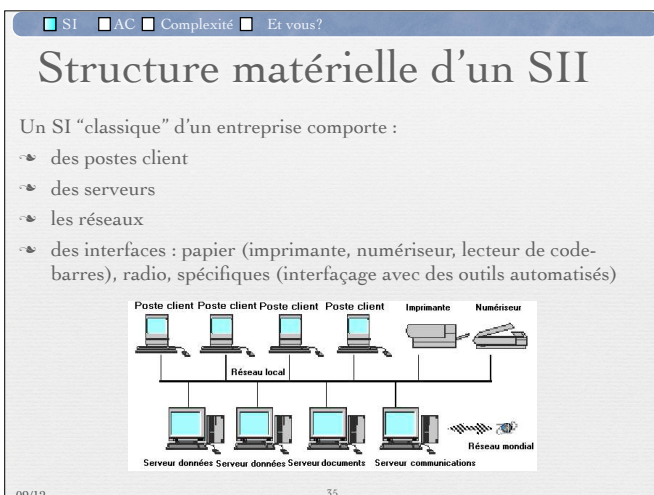 SI AC Complexité Et vous?
Structure matérielle d'un SII
Un SI “classique” d'un entreprise comporte :
des postes client
des serveurs
les réseaux
des interfaces : papier (imprimante, numériseur, lecteur de code-
barres), radio, spécifiques (interfaçage avec des outils automatisés)
Poste client Poste client Poste client Poste client Imprimante Numériseur
Réseau local
Réseau mondial
Serveur données Serveur données Serveur documents Serveur communications
35